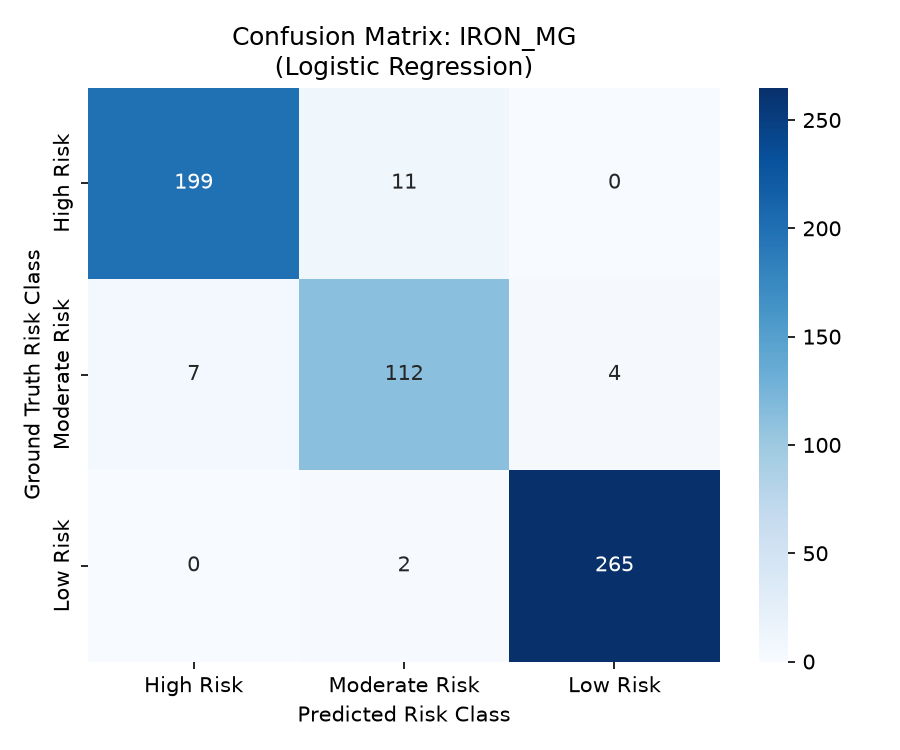 Confusion Matrix: IRON_MG
(Logistic Regression)
Ground Truth Risk Class
High Risk
199
11
0
Moderate Risk
7
112
4
Low Risk
0
2
265
High Risk
Moderate Risk
Low Risk
Predicted Risk Class
250
200
150
100
50
0